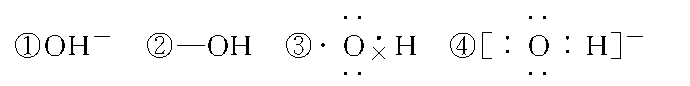 ①OH⁻ ②—OH ③·Ö̤·×H ④[:Ö̤:H]⁻